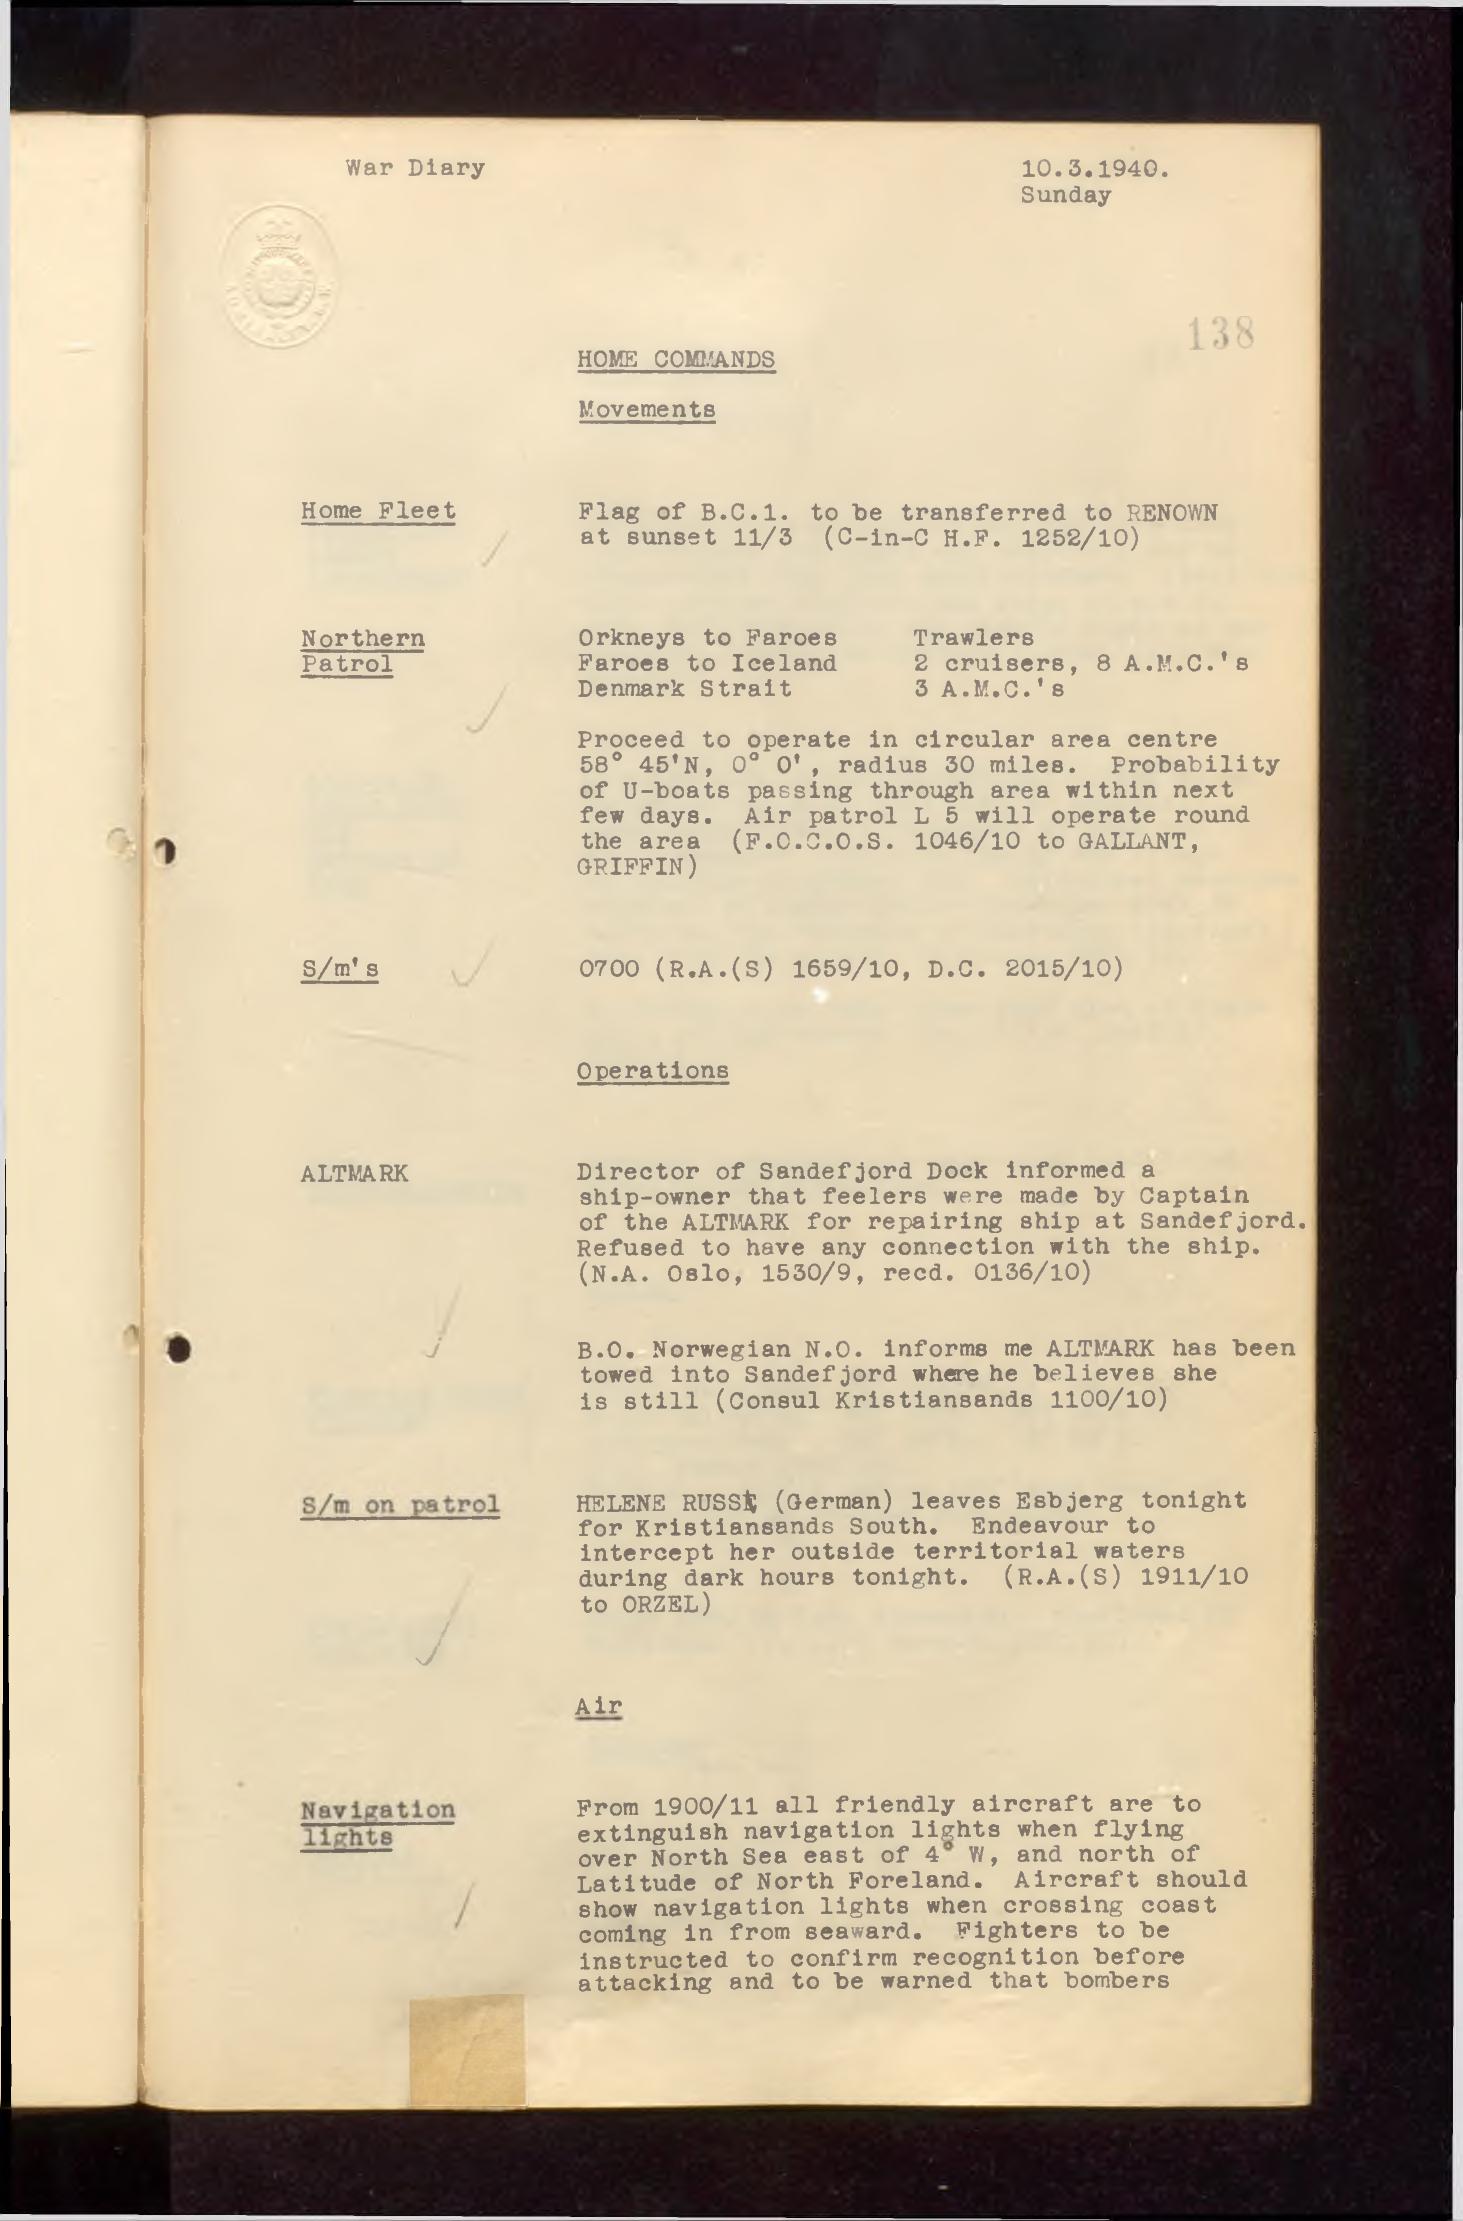 War Diary
10.3.1940.
Sunday
138
HOME COMMANDS
Movements
Home Fleet
Flag of B.C.1. to be transferred to RENOWN
at sunset 11/3 (C-in-C H.F. 1252/10)
Northern
Patrol
Orkneys to Faroes Trawlers
Faroes to Iceland 2 cruisers, 8 A.M.C.'s
Denmark Strait 3 A.M.C.'s
Proceed to operate in circular area centre
58° 45'N, 0° 0', radius 30 miles. Probability
of U-boats passing through area within next
few days. Air patrol L 5 will operate round
the area (F.O.C.O.S. 1046/10 to GALLANT,
GRIFFIN)
S/m's
0700 (R.A.(S) 1659/10, D.C. 2015/10)
Operations
ALTMARK
Director of Sandefjord Dock informed a
ship-owner that feelers were made by Captain
of the ALTMARK for repairing ship at Sandefjord.
Refused to have any connection with the ship.
(N.A. Oslo, 1530/9, recd. 0136/10)
B.O. Norwegian N.O. informs me ALTMARK has been
towed into Sandefjord where he believes she
is still (Consul Kristiansands 1100/10)
S/m on patrol
HELENE (German) leaves Esbjerg tonight
for Kristiansands South. Endeavour to
intercept her outside territorial waters
during dark hours tonight. (R.A.(S) 1911/10
to ORZEL)
Air
Navigation
lights
From 1900/11 all friendly aircraft are to
extinguish navigation lights when flying
over North Sea east of 4° W, and north of
Latitude of North Foreland. Aircraft should
show navigation lights when crossing coast
coming in from seaward. Fighters to be
instructed to confirm recognition before
attacking and to be warned that bombers